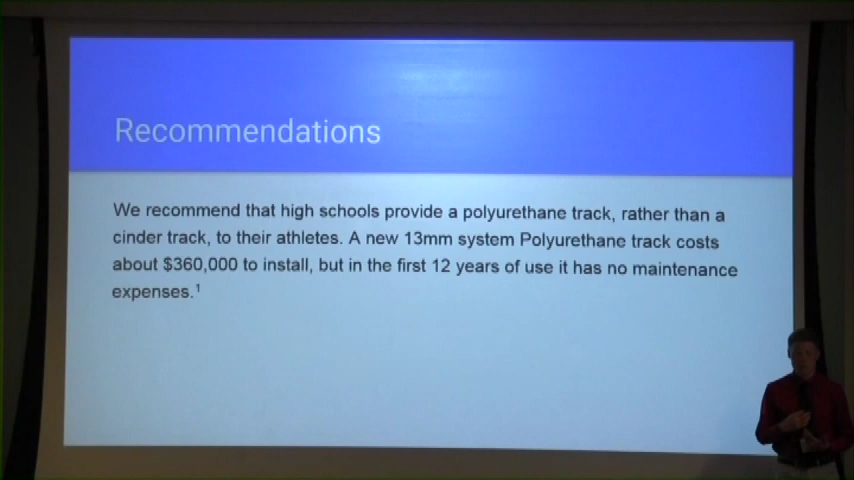 Recommendations
We recommend that high schools provide a polyurethane track, rather than a
cinder track, to their athletes. A new 13mm system Polyurethane track costs
about $360,000 to install, but in the first 12 years of use it has no maintenance
expenses.¹